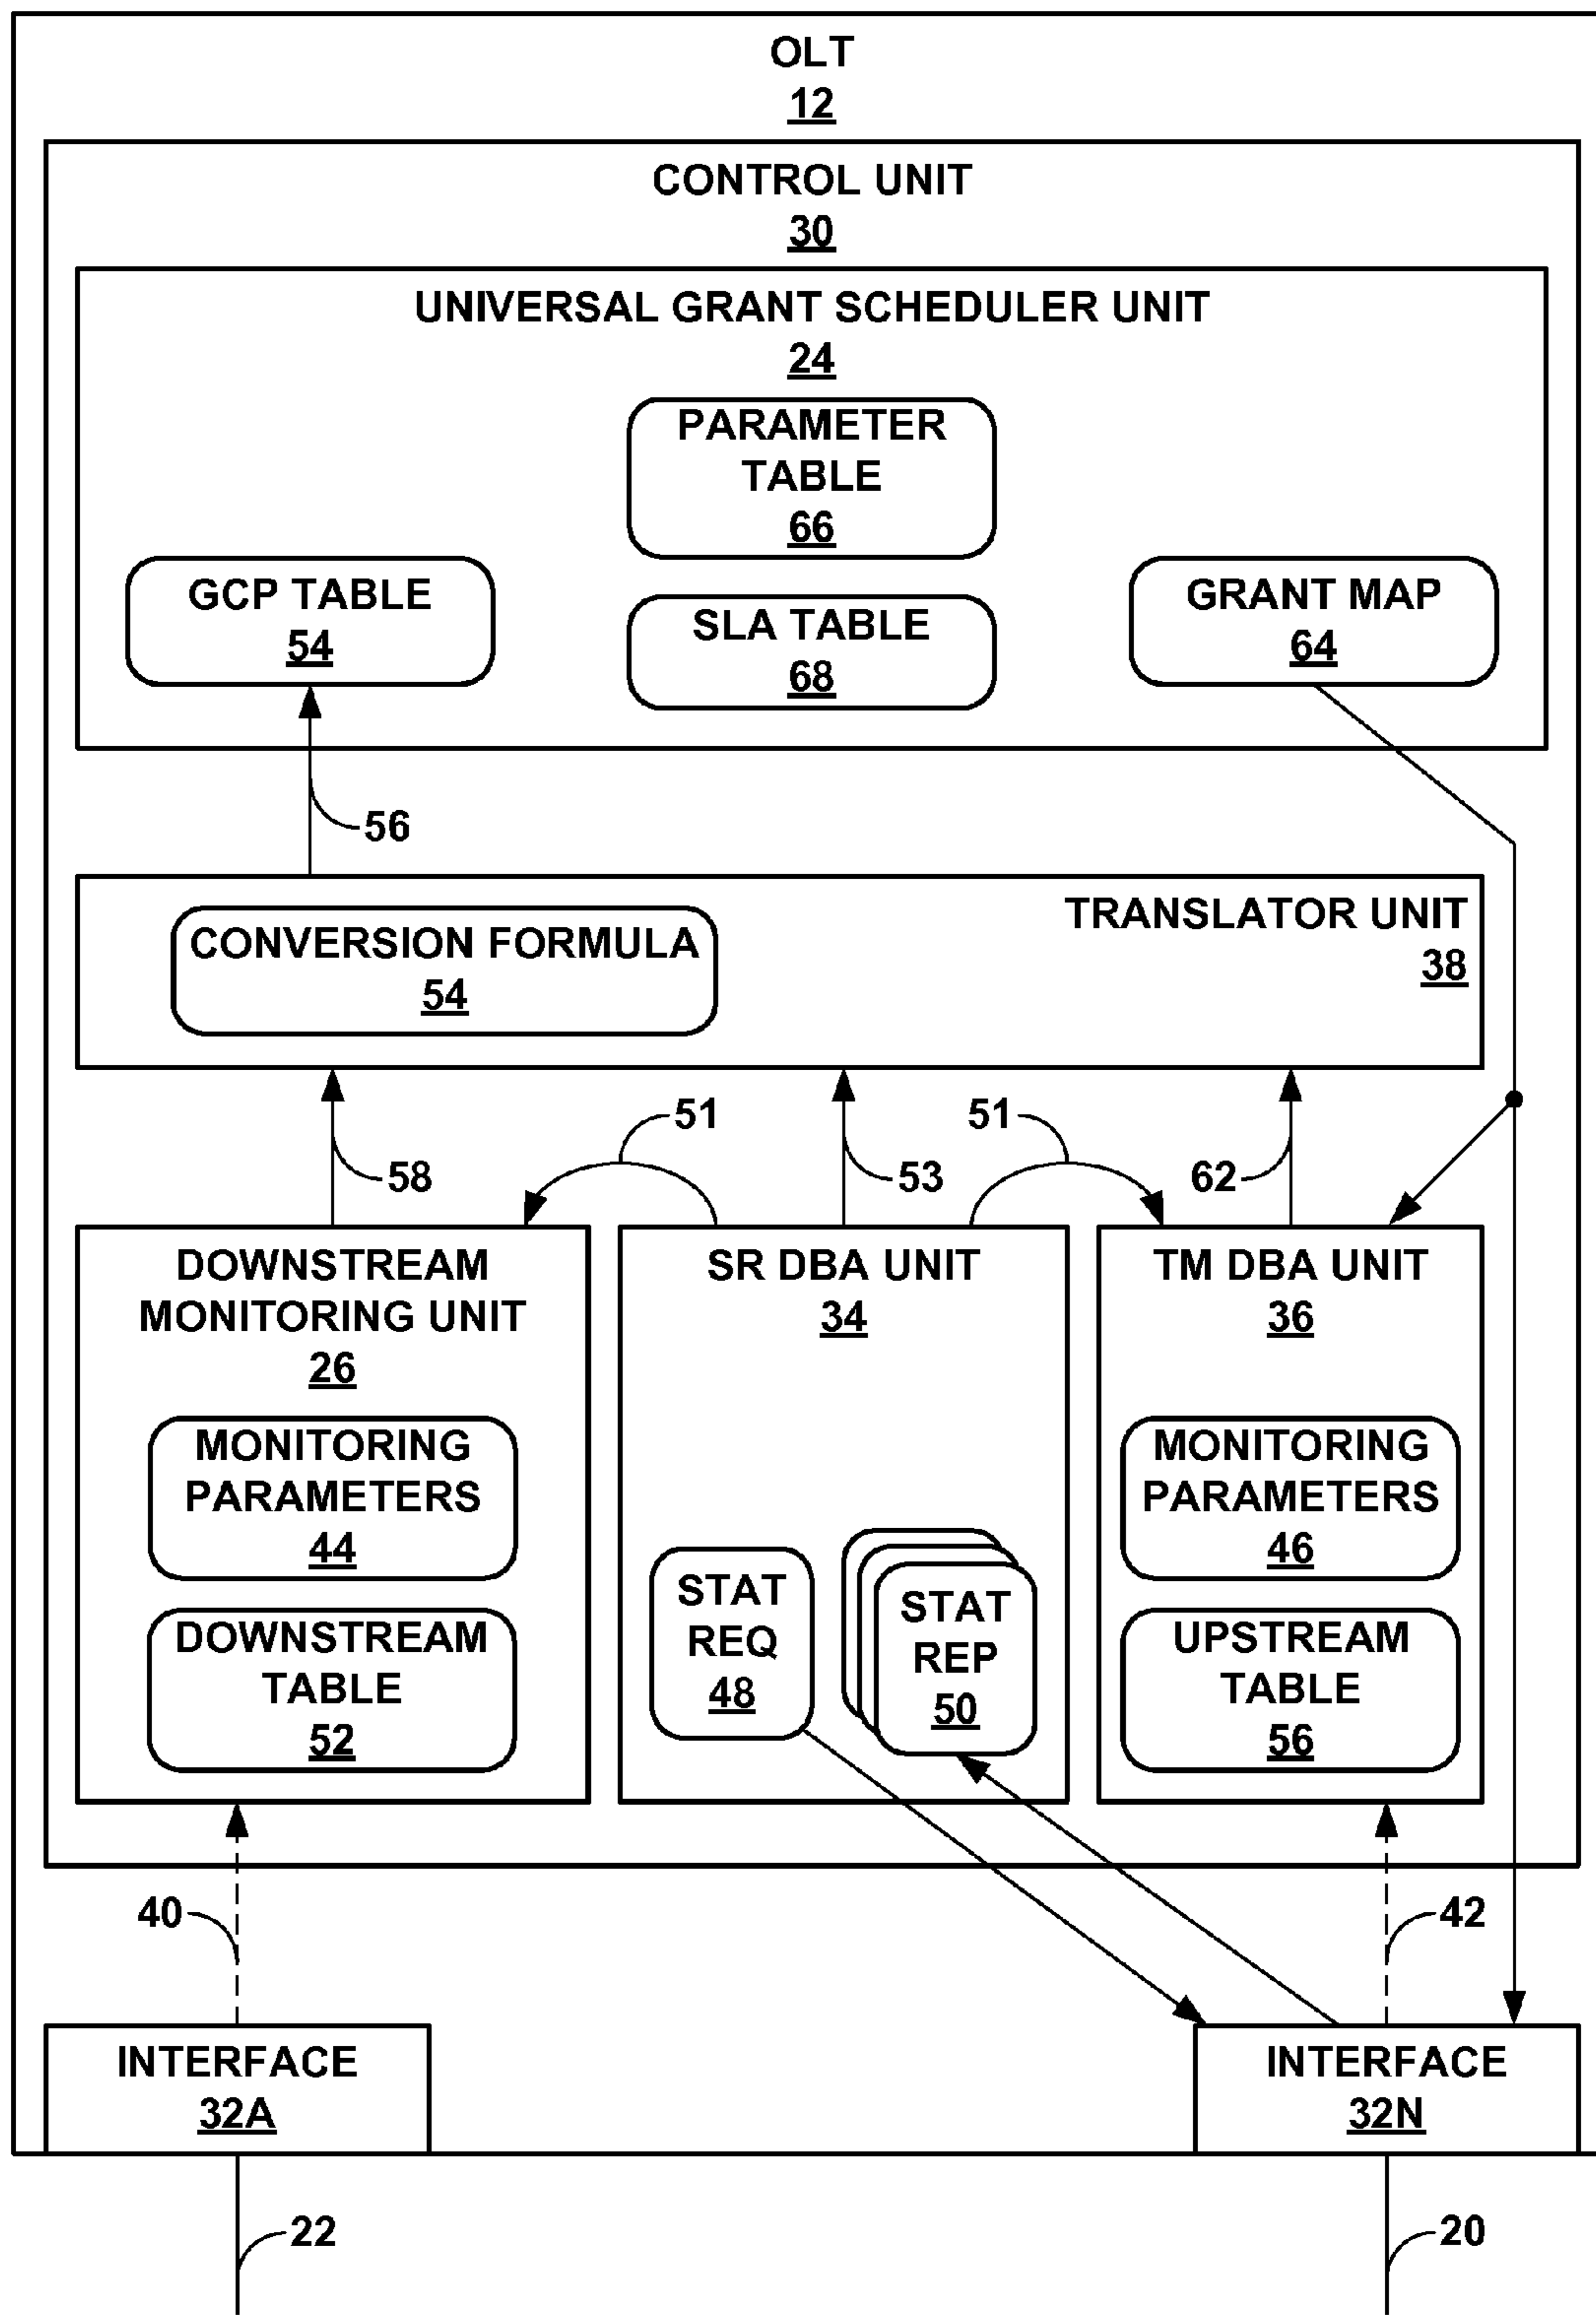 OLT
12
CONTROL UNIT
30
UNIVERSAL GRANT SCHEDULER UNIT
24
PARAMETER
TABLE
66
GCP TABLE
54
SLA TABLE
68
GRANT MAP
64
56
CONVERSION FORMULA
54
TRANSLATOR UNIT
38
58
51
53
51
62
DOWNSTREAM
MONITORING UNIT
26
MONITORING
PARAMETERS
44
DOWNSTREAM
TABLE
52
SR DBA UNIT
34
STAT
REQ
48
STAT
REP
50
TM DBA UNIT
36
MONITORING
PARAMETERS
46
UPSTREAM
TABLE
56
40
42
INTERFACE
32A
INTERFACE
32N
22
20